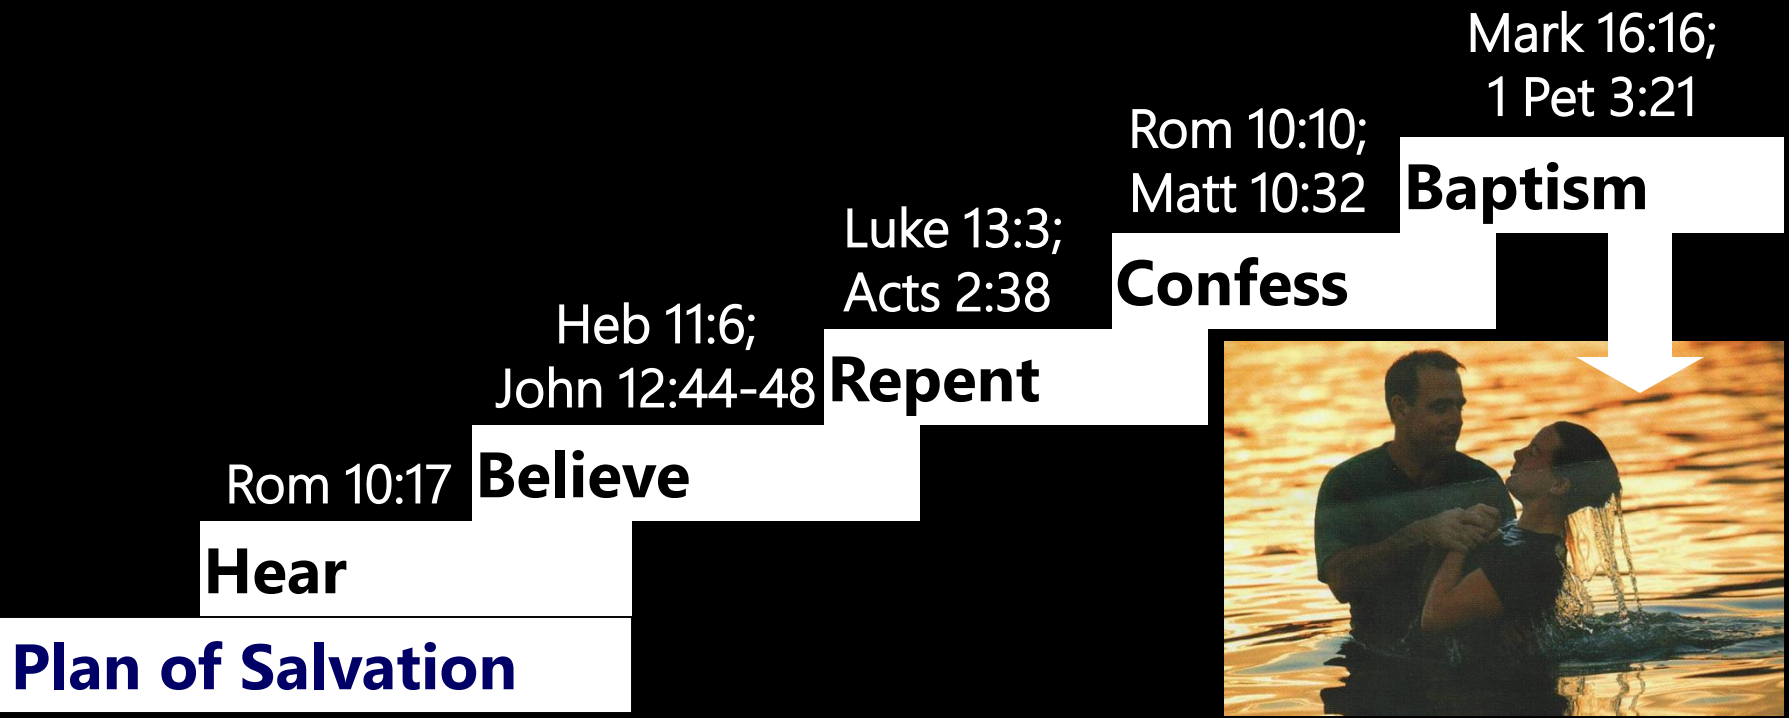 Mark 16:16;
1 Pet 3:21
Baptism
Rom 10:10;
Matt 10:32
Confess
Luke 13:3;
Acts 2:38
Repent
Heb 11:6;
John 12:44-48
Believe
Rom 10:17
Hear
Plan of Salvation